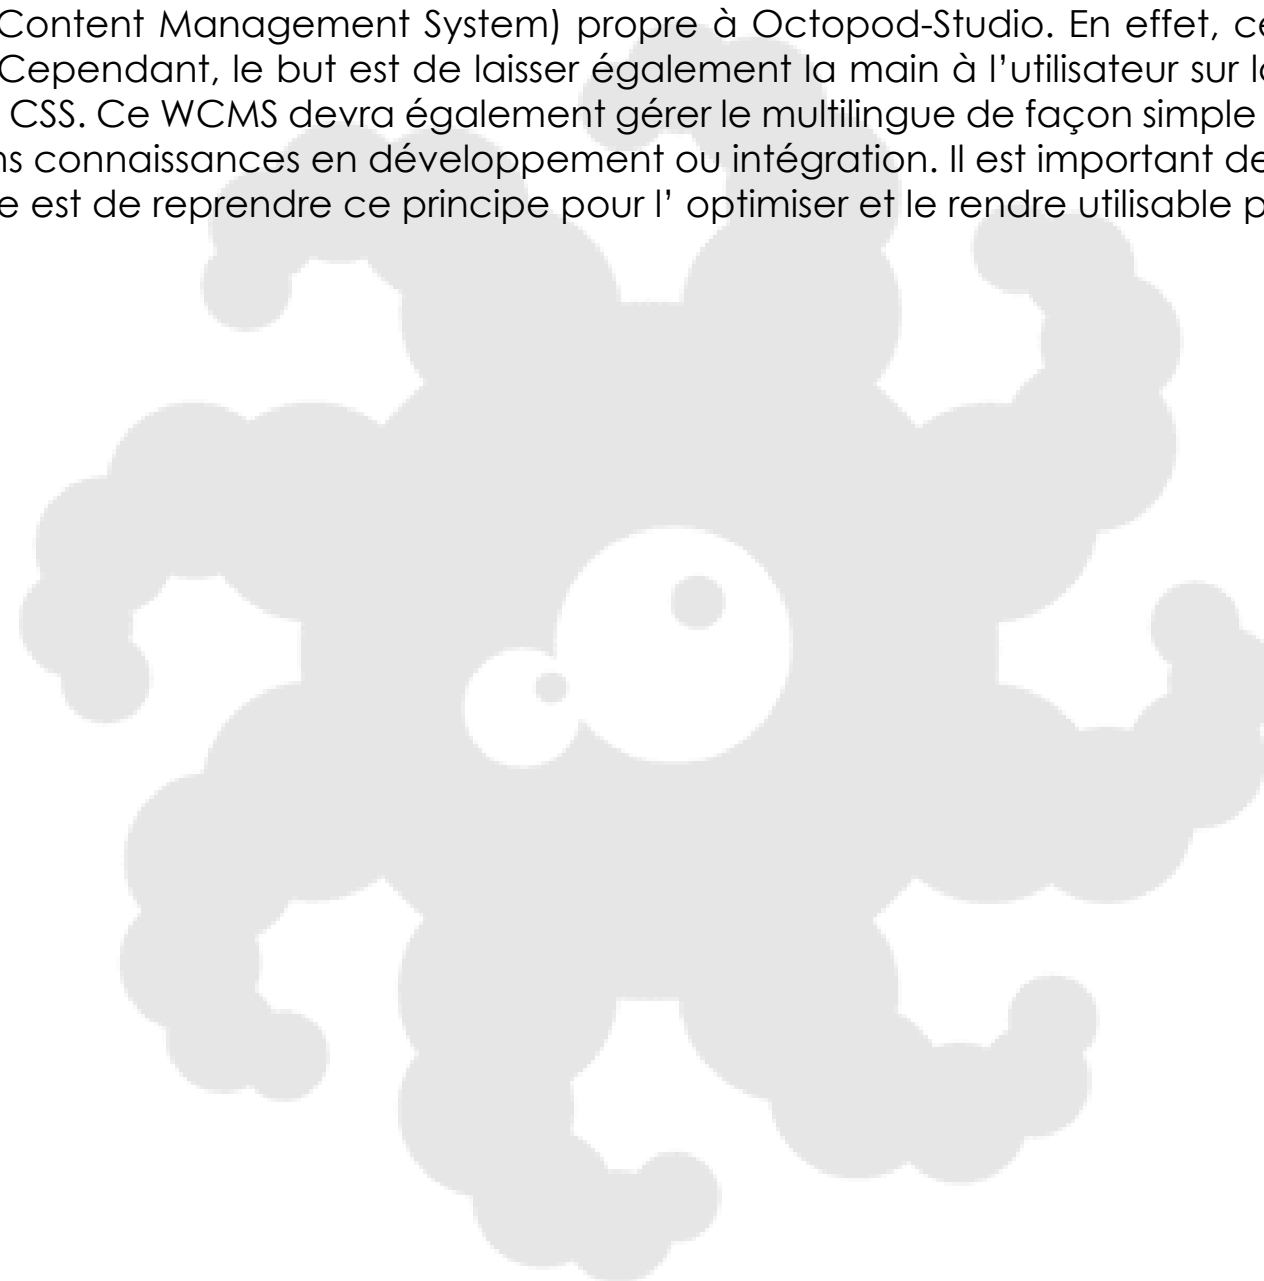 Content Management System) propre à Octopod-Studio. En effet, ce
Cependant, le but est de laisser également la main à l’utilisateur sur
CSS. Ce WCMS devra également gérer le multilingue de façon simple
connaissances en développement ou intégration. Il est important de
est de reprendre ce principe pour l’ optimiser et le rendre utilisable